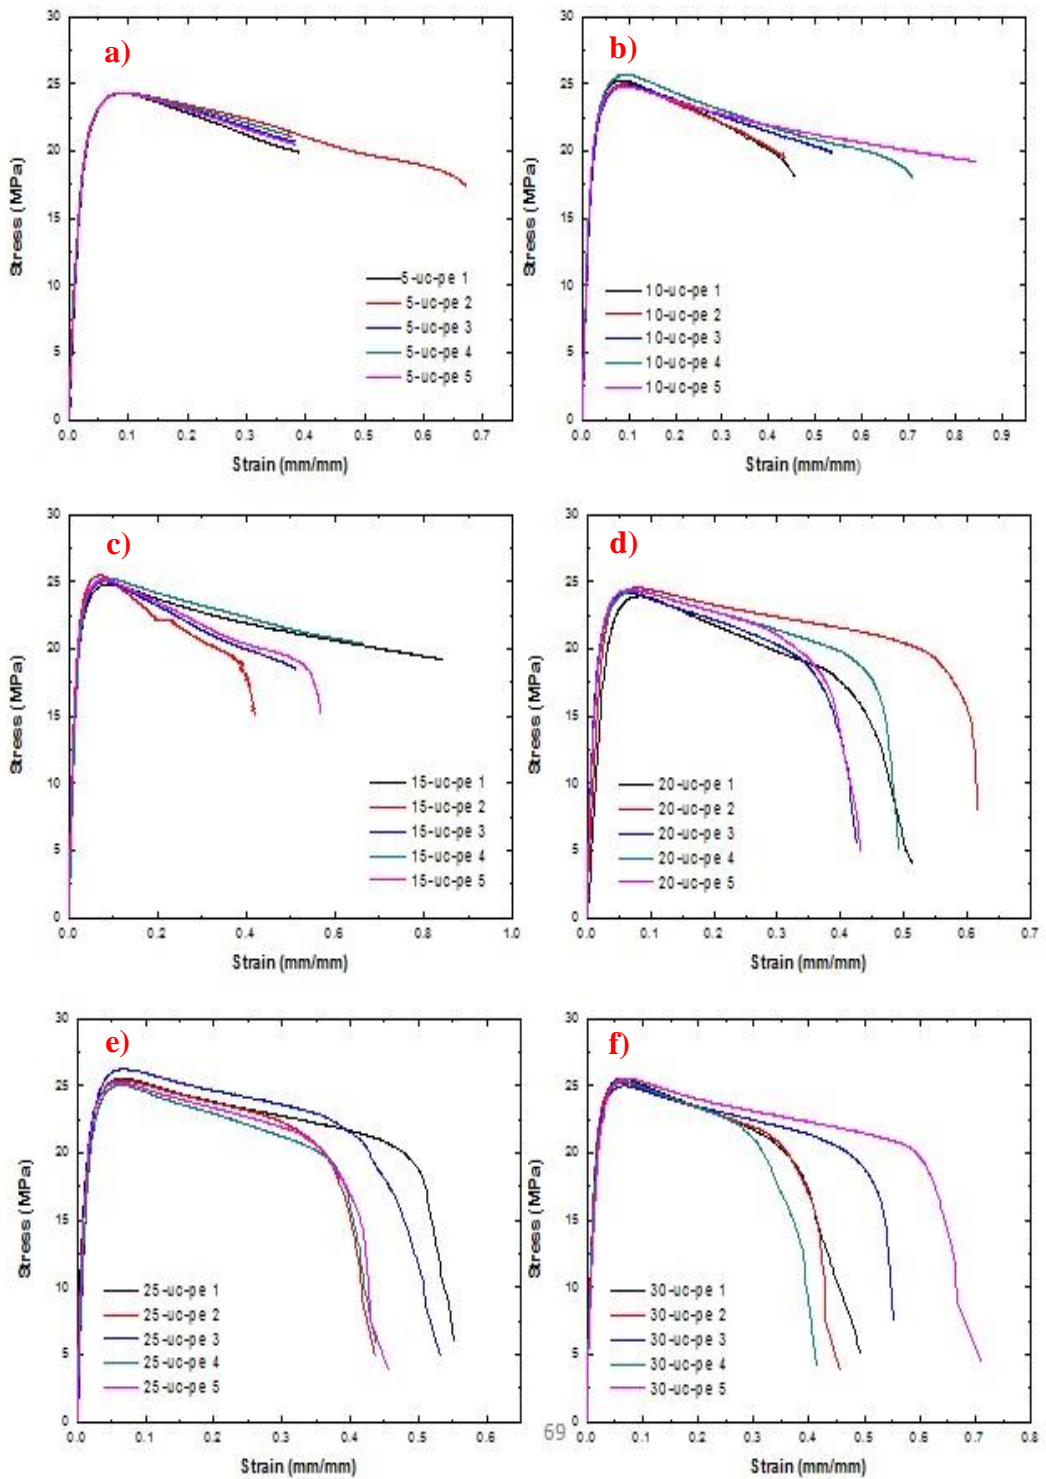 a)
30
25
20
15
10
5
0
Stress (MPa)
5-uc-pe 1
5-uc-pe 2
5-uc-pe 3
5-uc-pe 4
5-uc-pe 5
0.0 0.1 0.2 0.3 0.4 0.5 0.6 0.7
Strain (mm/mm)
b)
30
25
20
15
10
5
0
Stress (MPa)
10-uc-pe 1
10-uc-pe 2
10-uc-pe 3
10-uc-pe 4
10-uc-pe 5
0.0 0.1 0.2 0.3 0.4 0.5 0.6 0.7 0.8 0.9
Strain (mm/mm)
c)
30
25
20
15
10
5
0
Stress (MPa)
15-uc-pe 1
15-uc-pe 2
15-uc-pe 3
15-uc-pe 4
15-uc-pe 5
0.0 0.2 0.4 0.6 0.8 1.0
Strain (mm/mm)
d)
30
25
20
15
10
5
0
Stress (MPa)
20-uc-pe 1
20-uc-pe 2
20-uc-pe 3
20-uc-pe 4
20-uc-pe 5
0.0 0.1 0.2 0.3 0.4 0.5 0.6 0.7
Strain (mm/mm)
e)
30
25
20
15
10
5
0
Stress (MPa)
25-uc-pe 1
25-uc-pe 2
25-uc-pe 3
25-uc-pe 4
25-uc-pe 5
0.0 0.1 0.2 0.3 0.4 0.5 0.6
Strain (mm/mm)
f)
30
25
20
15
10
5
0
Stress (MPa)
30-uc-pe 1
30-uc-pe 2
30-uc-pe 3
30-uc-pe 4
30-uc-pe 5
0.0 0.1 0.2 0.3 0.4 0.5 0.6 0.7 0.8
Strain (mm/mm)
69